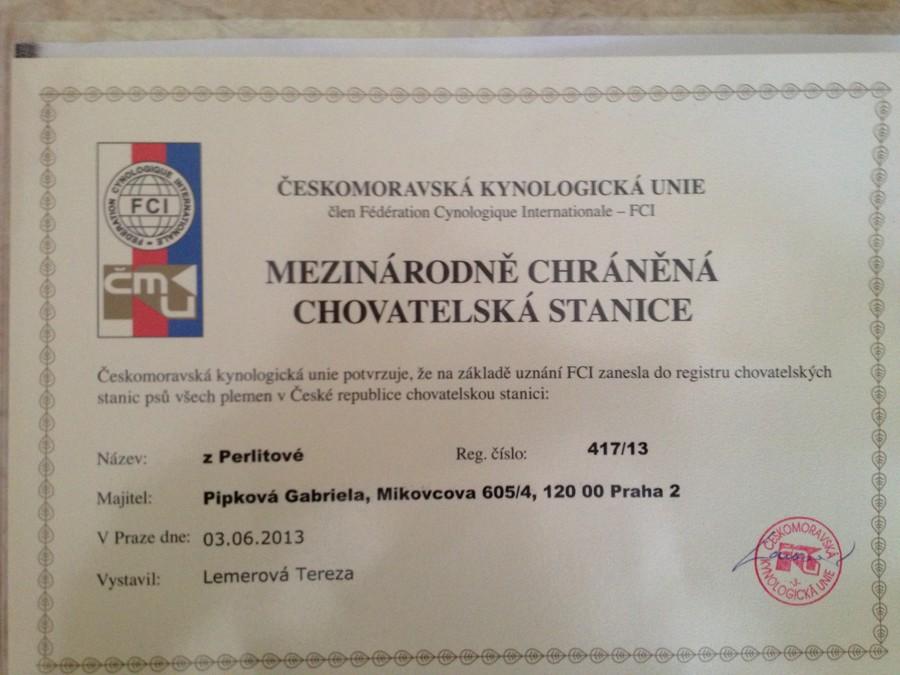 ČESKOMORAVSKÁ KYNOLOGICKÁ UNIE
člen Fédération Cynologique Internationale – FCI
FEDERATION CYNOLOGIQUE INTERNATIONALE
FCI
ČMKU
MEZINÁRODNĚ CHRÁNĚNÁ
CHOVATELSKÁ STANICE
Českomoravská kynologická unie potvrzuje, že na základě uznání FCI zanesla do registru chovatelských
stanic psů všech plemen v České republice chovatelskou stanici:
Název: z Perlitové Reg. číslo: 417/13
Majitel: Pipková Gabriela, Mikovcova 605/4, 120 00 Praha 2
V Praze dne: 03.06.2013
Vystavil: Lemerová Tereza
ČESKOMORAVSKÁ
KYNOLOGICKÁ UNIE
-3-